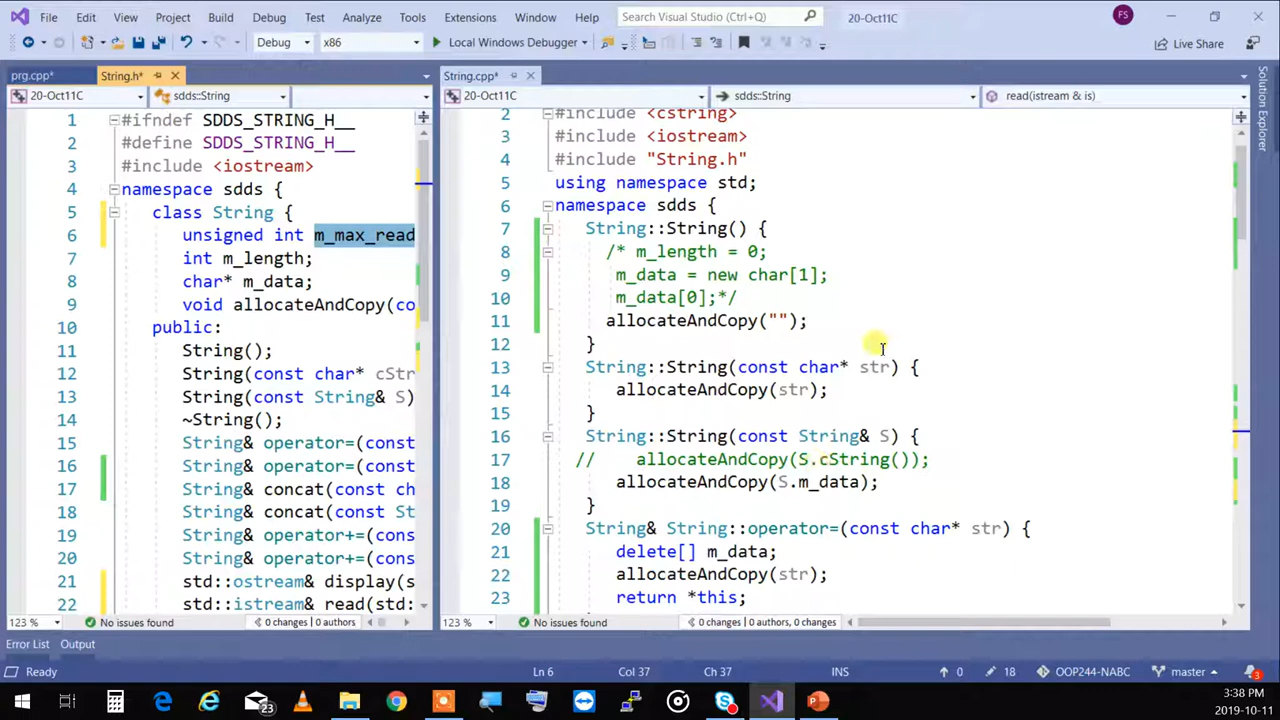 File Edit View Project Build Debug Test Analyze Tools Extensions Window Help Search Visual Studio (Ctrl+Q) 20-Oct11C FS
Debug x86 Local Windows Debugger Live Share
prg.cpp* String.h* String.cpp*
20-Oct11C sdds::String 20-Oct11C sdds::String read(istream & is)
Solution Explorer
1 #ifndef SDDS_STRING_H__
2 #define SDDS_STRING_H__
3 #include <iostream>
4 namespace sdds {
5 class String {
6 unsigned int m_max_read
7 int m_length;
8 char* m_data;
9 void allocateAndCopy(co
10 public:
11 String();
12 String(const char* cStr
13 String(const String& S)
14 ~String();
15 String& operator=(const
16 String& operator=(const
17 String& concat(const ch
18 String& concat(const St
19 String& operator+=(cons
20 String& operator+=(cons
21 std::ostream& display(s
22 std::istream& read(std:
2 #include <cstring>
3 #include <iostream>
4 #include "String.h"
5 using namespace std;
6 namespace sdds {
7 String::String() {
8 /* m_length = 0;
9 m_data = new char[1];
10 m_data[0];*/
11 allocateAndCopy("");
12 }
13 String::String(const char* str) {
14 allocateAndCopy(str);
15 }
16 String::String(const String& S) {
17 // allocateAndCopy(S.cString());
18 allocateAndCopy(S.m_data);
19 }
20 String& String::operator=(const char* str) {
21 delete[] m_data;
22 allocateAndCopy(str);
23 return *this;
123 % No issues found 0 changes | 0 authors 123 % No issues found 0 changes | 0 authors, 0 changes
Error List Output
Ready Ln 6 Col 37 Ch 37 INS 0 18 OOP244-NABC master 3
23 3:38 PM
2019-10-11